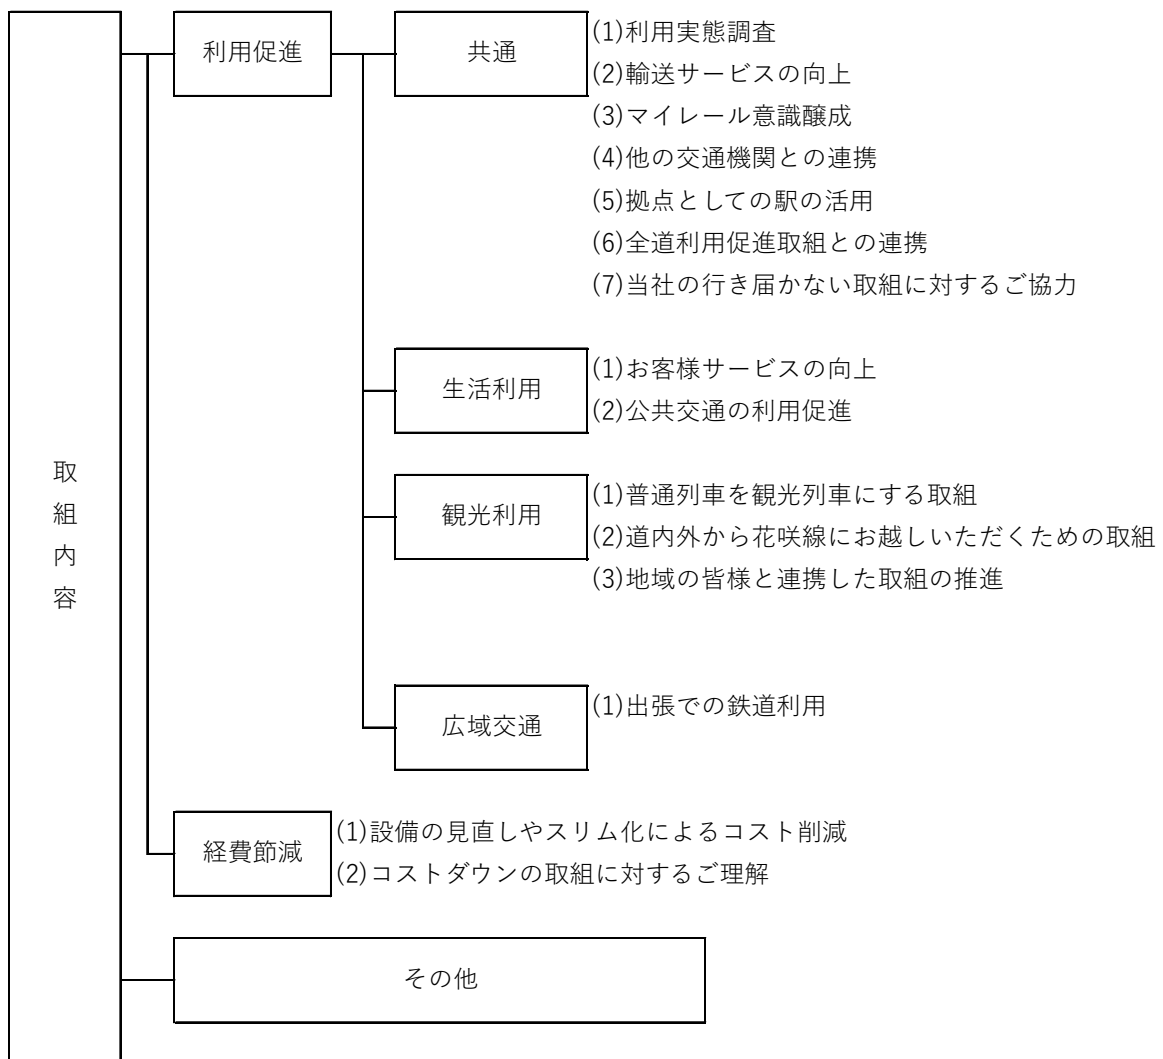 取組内容
利用促進
共通
(1)利用実態調査
(2)輸送サービスの向上
(3)マイレール意識醸成
(4)他の交通機関との連携
(5)拠点としての駅の活用
(6)全道利用促進取組との連携
(7)当社の行き届かない取組に対するご協力
生活利用
(1)お客様サービスの向上
(2)公共交通の利用促進
観光利用
(1)普通列車を観光列車にする取組
(2)道内外から花咲線にお越しいただくための取組
(3)地域の皆様と連携した取組の推進
広域交通
(1)出張での鉄道利用
経費節減
(1)設備の見直しやスリム化によるコスト削減
(2)コストダウンの取組に対するご理解
その他